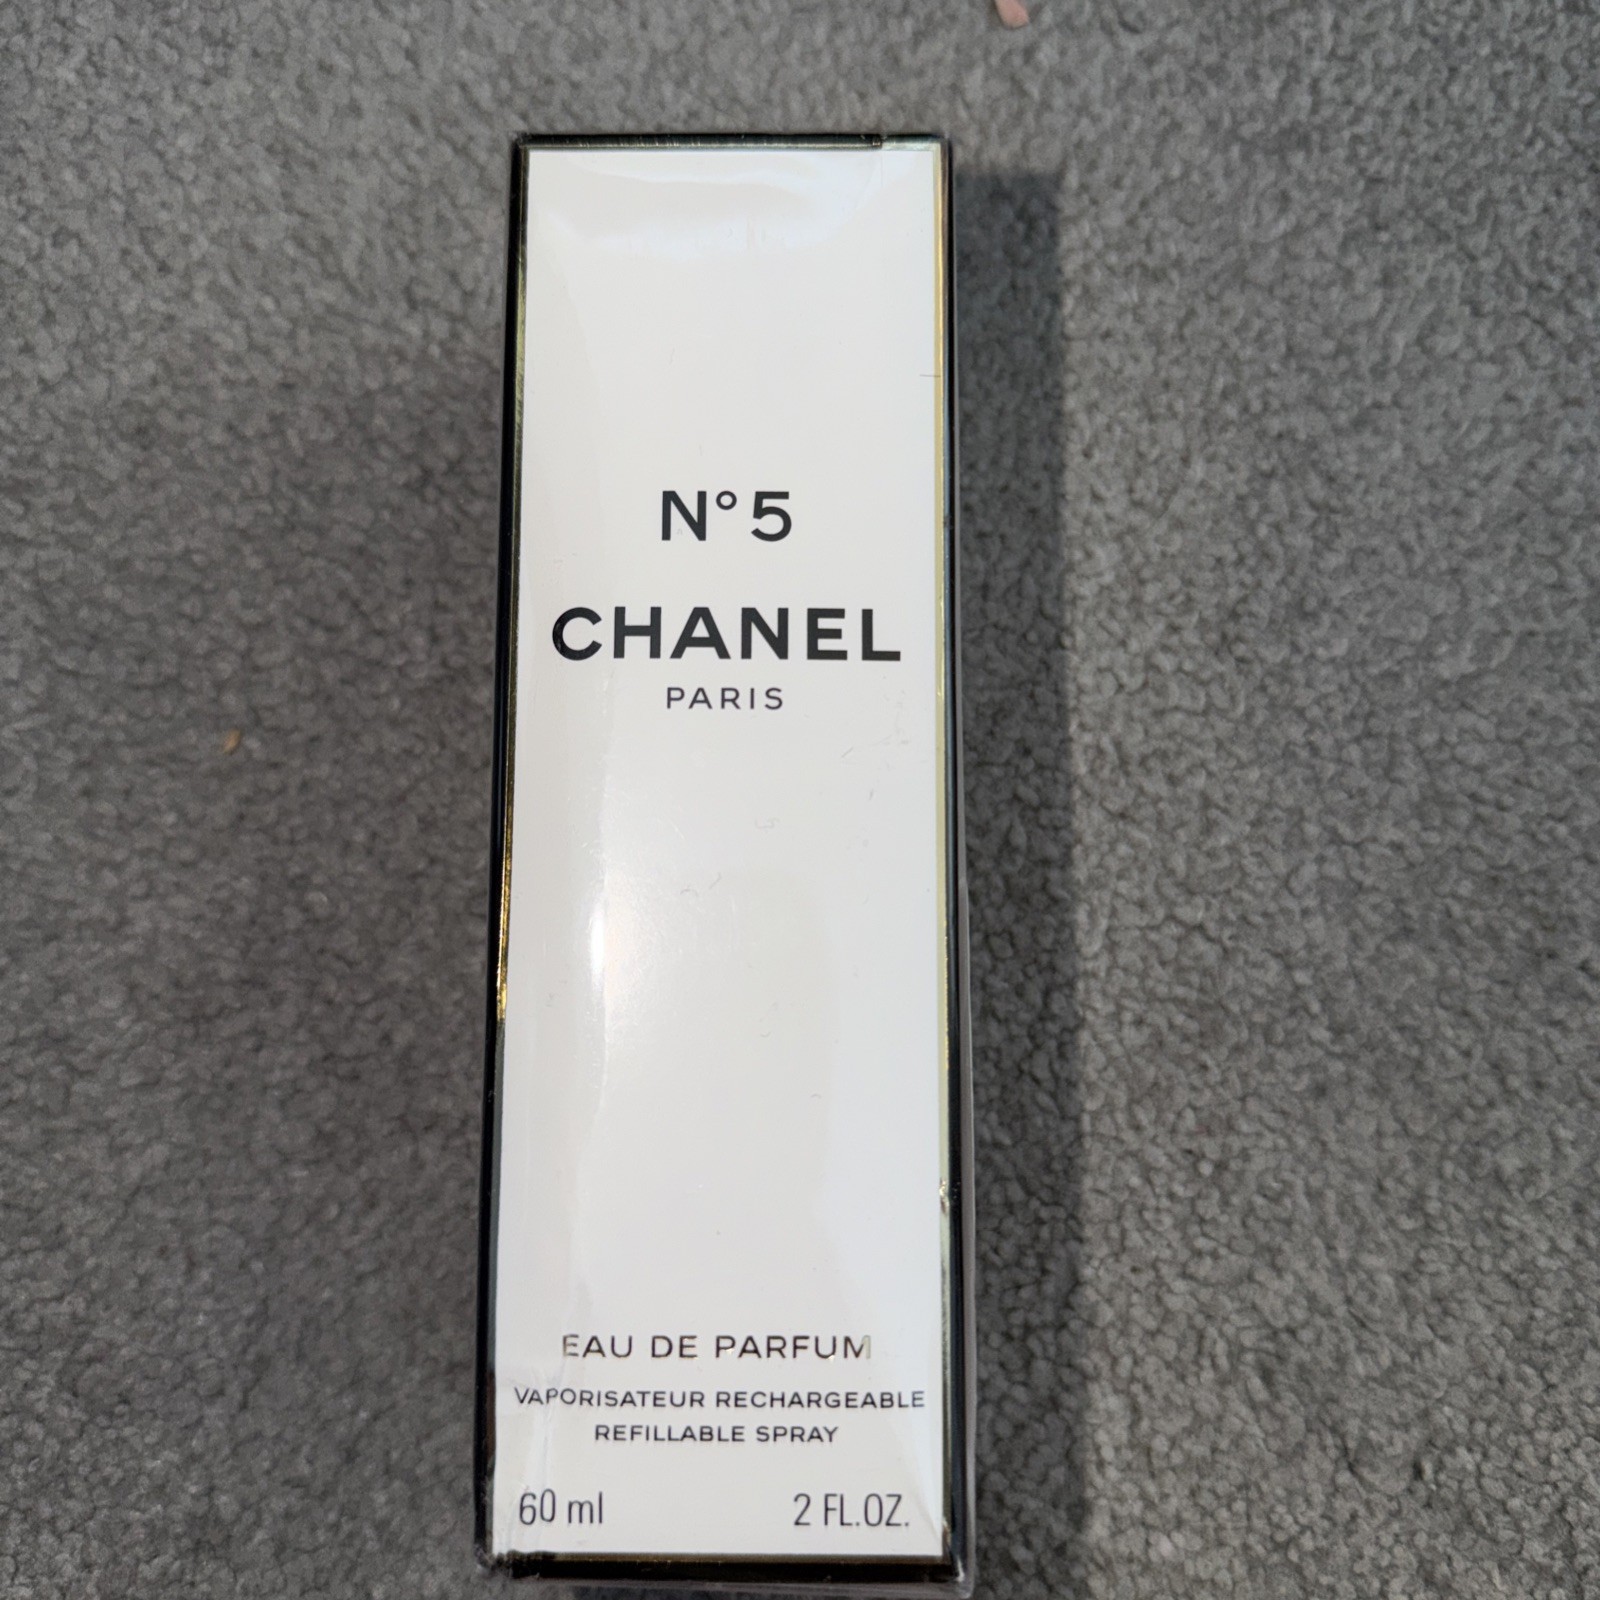 N°5
CHANEL
PARIS
EAU DE PARFUM
VAPORISATEUR RECHARGEABLE
REFILLABLE SPRAY
60 ml 2 FL.OZ.